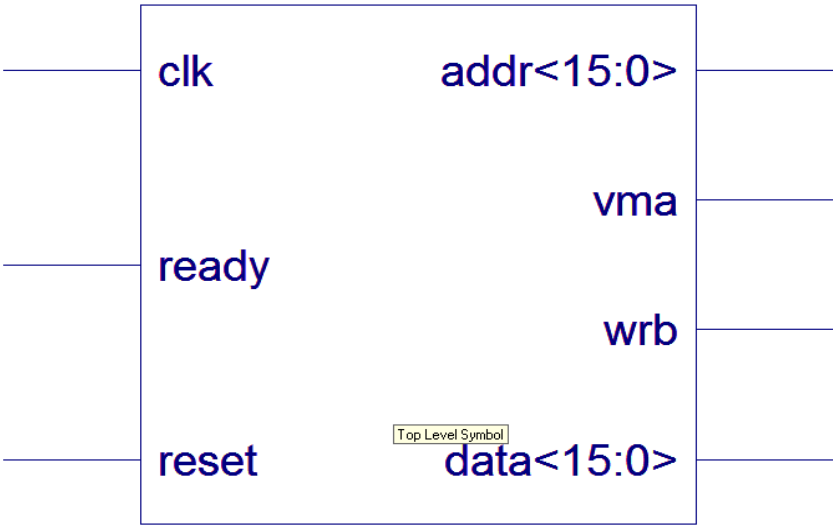 clk addr<15:0>
vma
ready
wrb
Top Level Symbol
reset data<15:0>